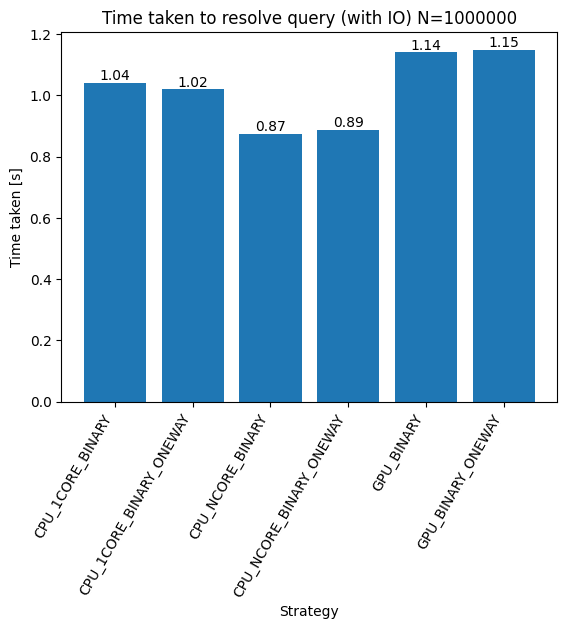 Time taken to resolve query (with IO) N=1000000
1.2
1.0
0.8
0.6
0.4
0.2
0.0
Time taken [s]
1.04
1.02
0.87
0.89
1.14
1.15
CPU_1CORE_BINARY
CPU_1CORE_BINARY_ONEWAY
CPU_NCORE_BINARY
CPU_NCORE_BINARY_ONEWAY
GPU_BINARY
GPU_BINARY_ONEWAY
Strategy